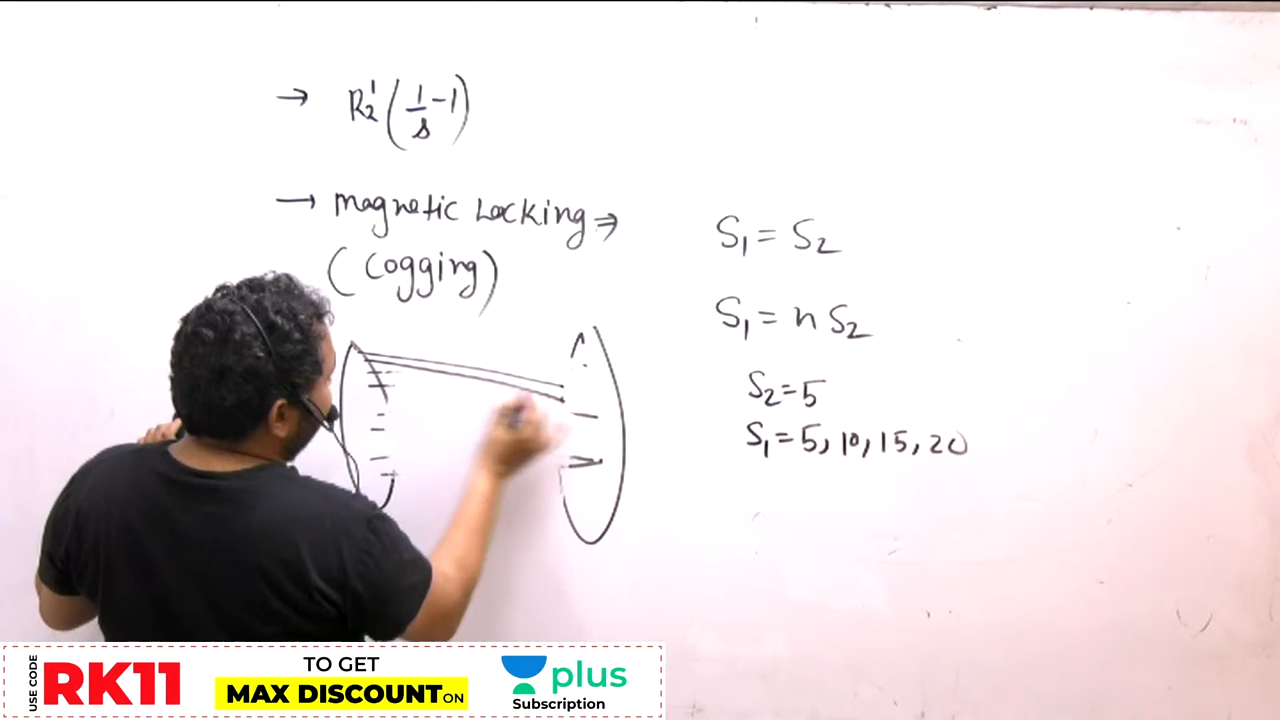 → R₂' (1/s - 1)
→ magnetic Locking ⇒
(Cogging)
S₁ = S₂
S₁ = n S₂
S₂ = 5
S₁ = 5, 10, 15, 20
USE CODE
RK11
TO GET
MAX DISCOUNT ON
plus
Subscription